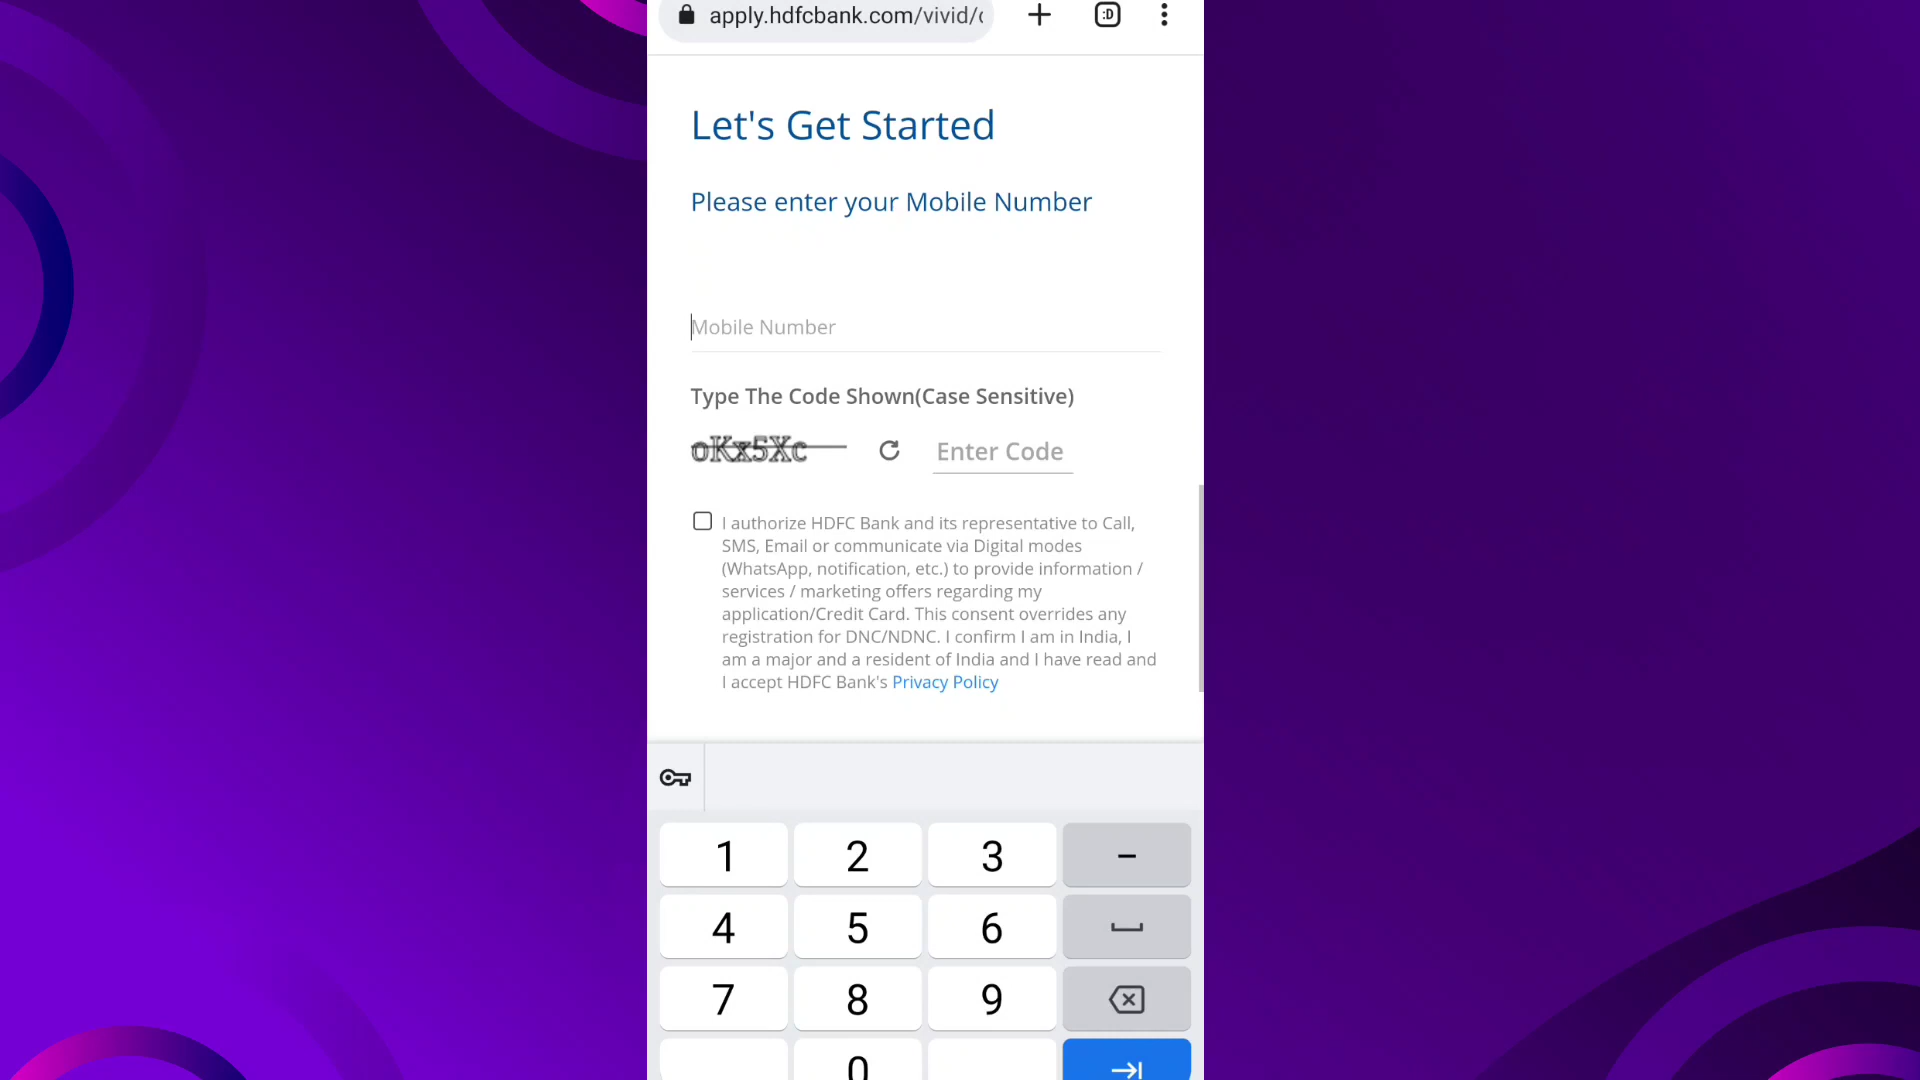 apply.hdfcbank.com/vivid/
:D
Let's Get Started
Please enter your Mobile Number
Mobile Number
Type The Code Shown(Case Sensitive)
oKx5Xc
Enter Code
I authorize HDFC Bank and its representative to Call,
SMS, Email or communicate via Digital modes
(WhatsApp, notification, etc.) to provide information /
services / marketing offers regarding my
application/Credit Card. This consent overrides any
registration for DNC/NDNC. I confirm I am in India, I
am a major and a resident of India and I have read and
I accept HDFC Bank's Privacy Policy
1 2 3 –
4 5 6
7 8 9
0